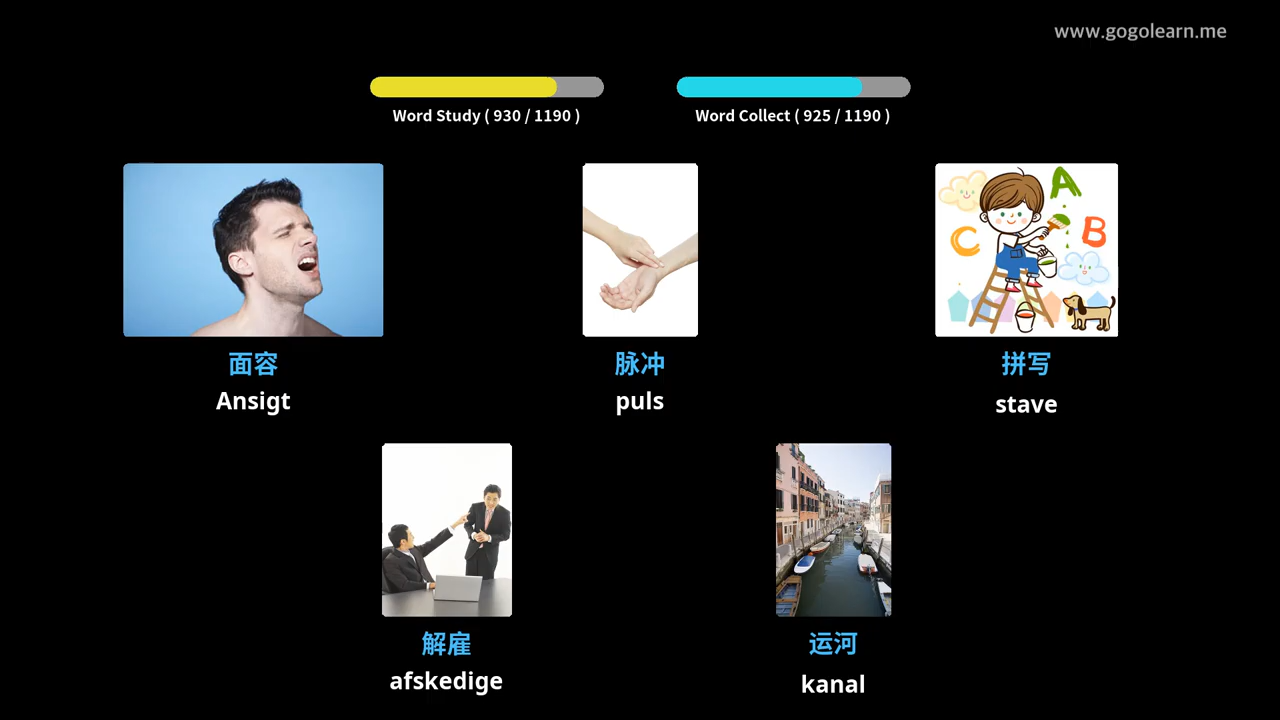 www.gogolearn.me
Word Study ( 930 / 1190 )
Word Collect ( 925 / 1190 )
面容
Ansigt
脉冲
puls
A
B
C
拼写
stave
解雇
afskedige
运河
kanal